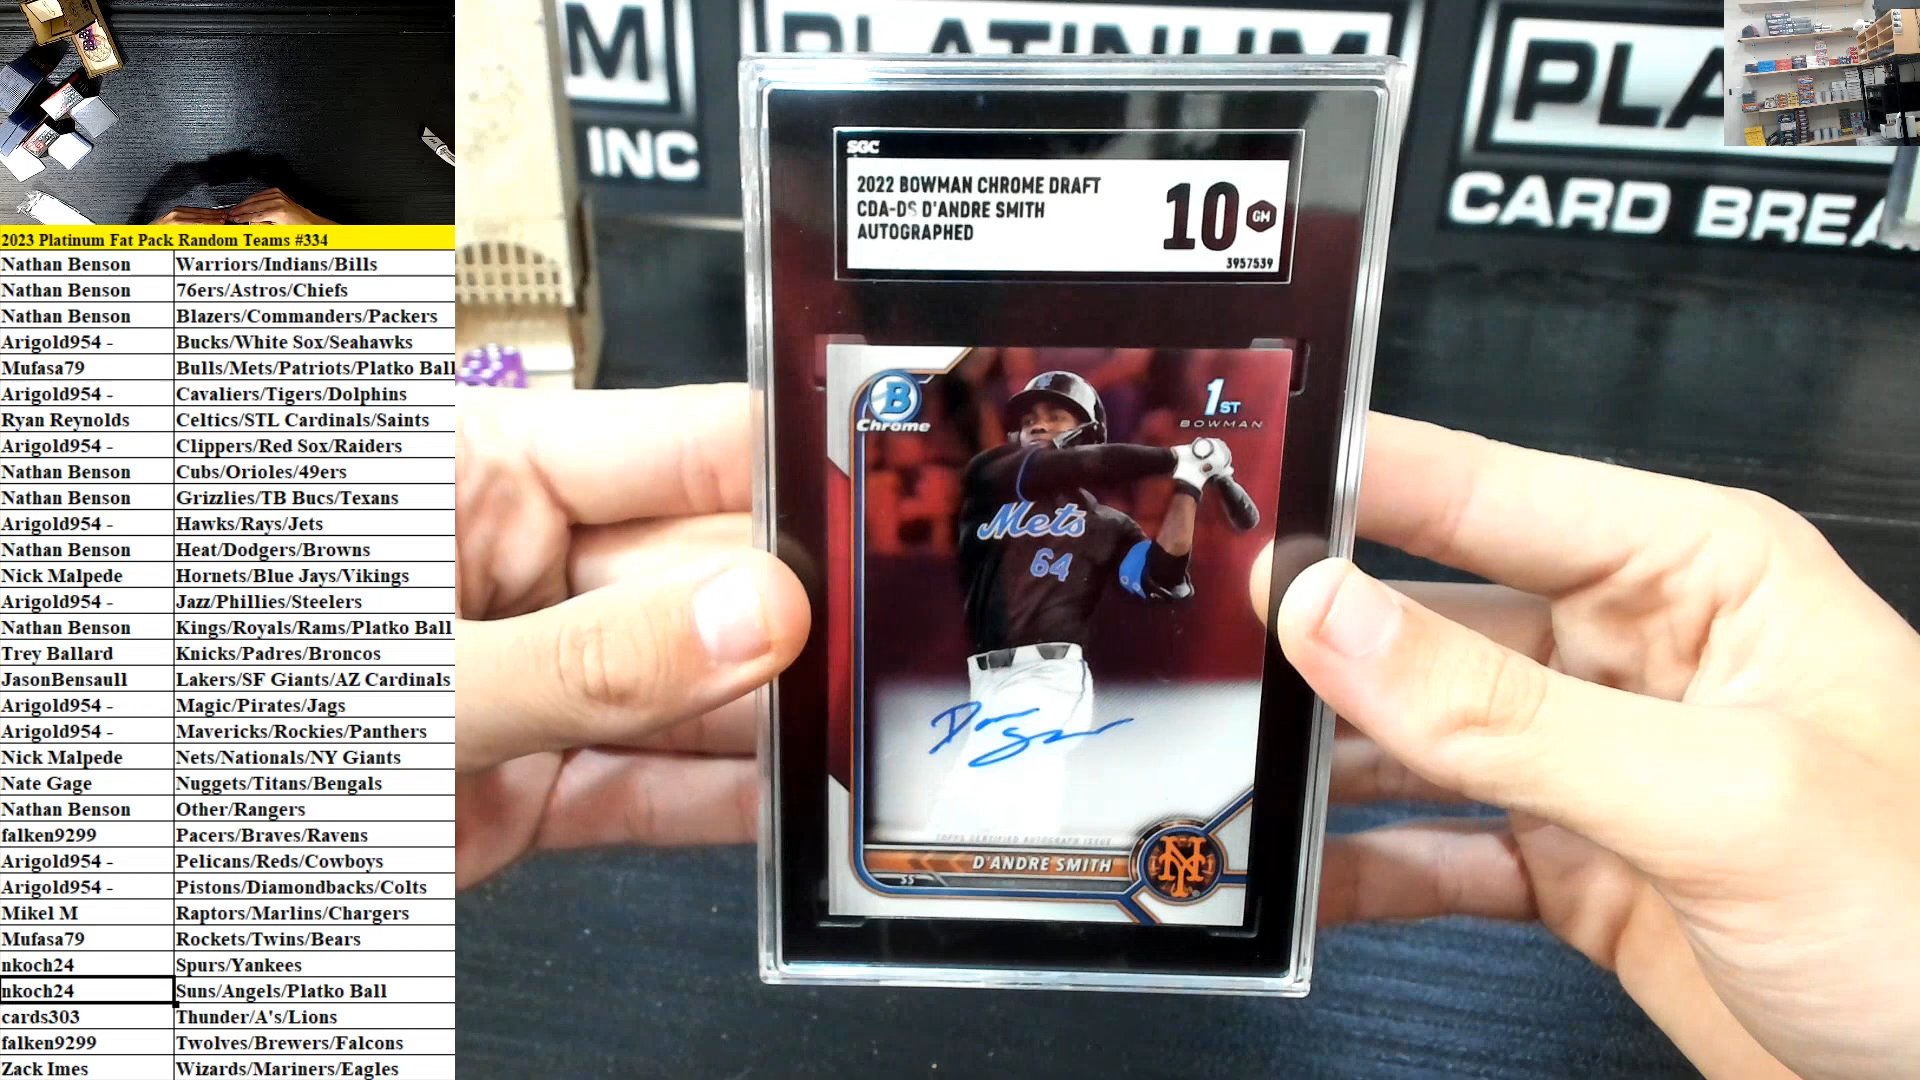 2023 Platinum Fat Pack Random Teams #334
Nathan Benson Warriors/Indians/Bills
Nathan Benson 76ers/Astros/Chiefs
Nathan Benson Blazers/Commanders/Packers
Arigold954 - Bucks/White Sox/Seahawks
Mufasa79 Bulls/Mets/Patriots/Platko Ball
Arigold954 - Cavaliers/Tigers/Dolphins
Ryan Reynolds Celtics/STL Cardinals/Saints
Arigold954 - Clippers/Red Sox/Raiders
Nathan Benson Cubs/Orioles/49ers
Nathan Benson Grizzlies/TB Bucs/Texans
Arigold954 - Hawks/Rays/Jets
Nathan Benson Heat/Dodgers/Browns
Nick Malpede Hornets/Blue Jays/Vikings
Arigold954 - Jazz/Phillies/Steelers
Nathan Benson Kings/Royals/Rams/Platko Ball
Trey Ballard Knicks/Padres/Broncos
JasonBensaull Lakers/SF Giants/AZ Cardinals
Arigold954 - Magic/Pirates/Jags
Arigold954 - Mavericks/Rockies/Panthers
Nick Malpede Nets/Nationals/NY Giants
Nate Gage Nuggets/Titans/Bengals
Nathan Benson Other/Rangers
falken9299 Pacers/Braves/Ravens
Arigold954 - Pelicans/Reds/Cowboys
Arigold954 - Pistons/Diamondbacks/Colts
Mikel M Raptors/Marlins/Chargers
Mufasa79 Rockets/Twins/Bears
nkoch24 Spurs/Yankees
nkoch24 Suns/Angels/Platko Ball
cards303 Thunder/A's/Lions
falken9299 Twolves/Brewers/Falcons
Zack Imes Wizards/Mariners/Eagles
M
INC
PLATINUM
PLA
CARD BREA
SGC
2022 BOWMAN CHROME DRAFT
CDA-DS D'ANDRE SMITH
AUTOGRAPHED
10 GM
3957539
B
Chrome
1ST
BOWMAN
Mets
64
TOPPS CERTIFIED AUTOGRAPH ISSUE
D'ANDRE SMITH
SS
NY